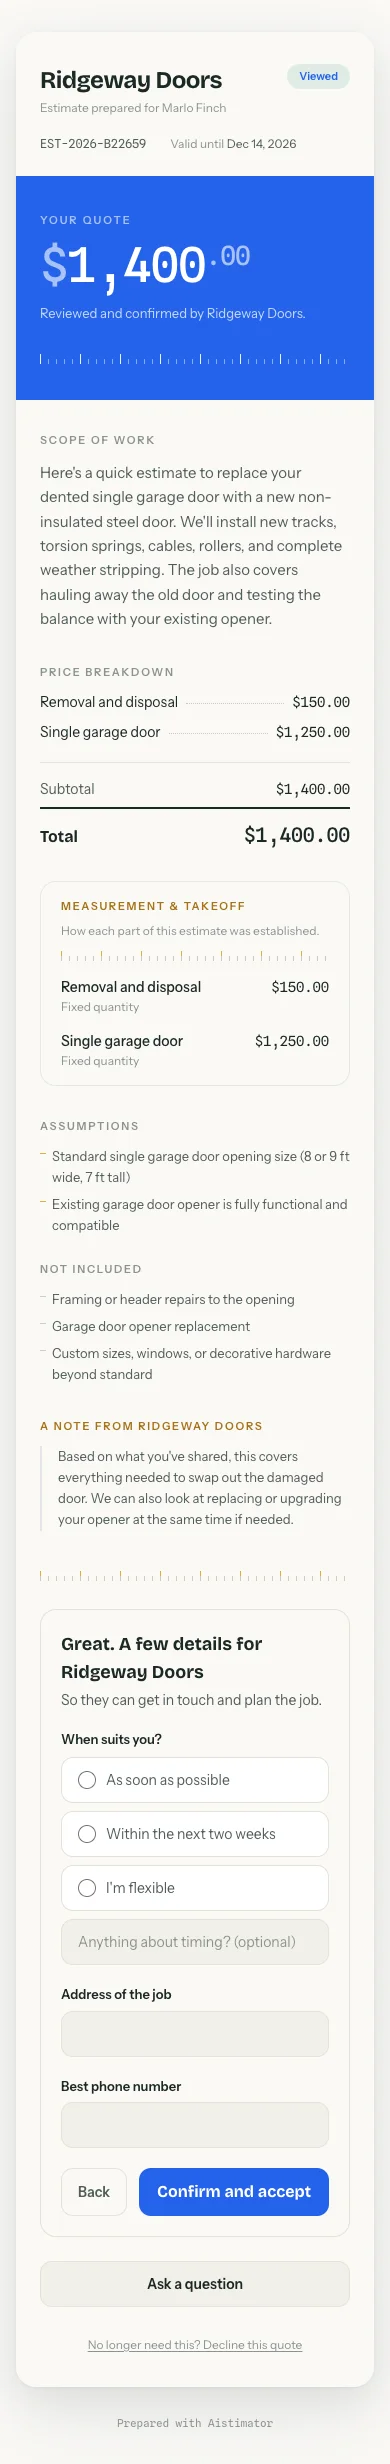 Ridgeway Doors
Viewed
Estimate prepared for Marlo Finch
EST-2026-B22659 Valid until Dec 14, 2026
YOUR QUOTE
$1,400.00
Reviewed and confirmed by Ridgeway Doors.
SCOPE OF WORK
Here's a quick estimate to replace your
dented single garage door with a new non-
insulated steel door. We'll install new tracks,
torsion springs, cables, rollers, and complete
weather stripping. The job also covers
hauling away the old door and testing the
balance with your existing opener.
PRICE BREAKDOWN
Removal and disposal $150.00
Single garage door $1,250.00
Subtotal $1,400.00
Total $1,400.00
MEASUREMENT & TAKEOFF
How each part of this estimate was established.
Removal and disposal $150.00
Fixed quantity
Single garage door $1,250.00
Fixed quantity
ASSUMPTIONS
– Standard single garage door opening size (8 or 9 ft
wide, 7 ft tall)
– Existing garage door opener is fully functional and
compatible
NOT INCLUDED
– Framing or header repairs to the opening
– Garage door opener replacement
– Custom sizes, windows, or decorative hardware
beyond standard
A NOTE FROM RIDGEWAY DOORS
Based on what you've shared, this covers
everything needed to swap out the damaged
door. We can also look at replacing or upgrading
your opener at the same time if needed.
Great. A few details for
Ridgeway Doors
So they can get in touch and plan the job.
When suits you?
As soon as possible
Within the next two weeks
I'm flexible
Anything about timing? (optional)
Address of the job
Best phone number
Back
Confirm and accept
Ask a question
No longer need this? Decline this quote
Prepared with Aistimator